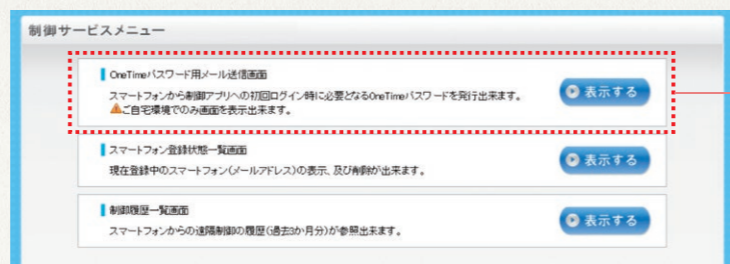 制御サービスメニュー
OneTimeパスワード用メール送信画面
スマートフォンから制御アプリへの初回ログイン時に必要となるOneTimeパスワードを発行出来ます。
ご自宅環境でのみ画面を表示出来ます。
表示する
スマートフォン登録状態一覧画面
現在登録中のスマートフォン(メールアドレス)の表示、及び削除が出来ます。
表示する
制御履歴一覧画面
スマートフォンからの遠隔制御の履歴(過去3か月分)が参照出来ます。
表示する